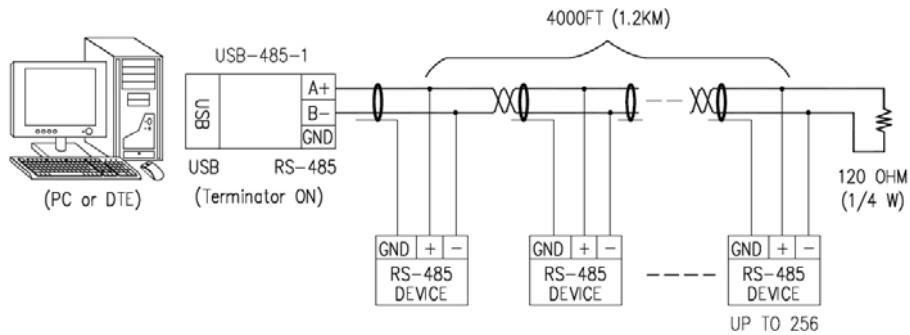 4000FT (1.2KM)
USB-485-1
USB
A+
B-
GND
USB RS-485
(PC or DTE)
(Terminator ON)
120 OHM
(1/4 W)
GND + -
RS-485
DEVICE
GND + -
RS-485
DEVICE
GND + -
RS-485
DEVICE
UP TO 256